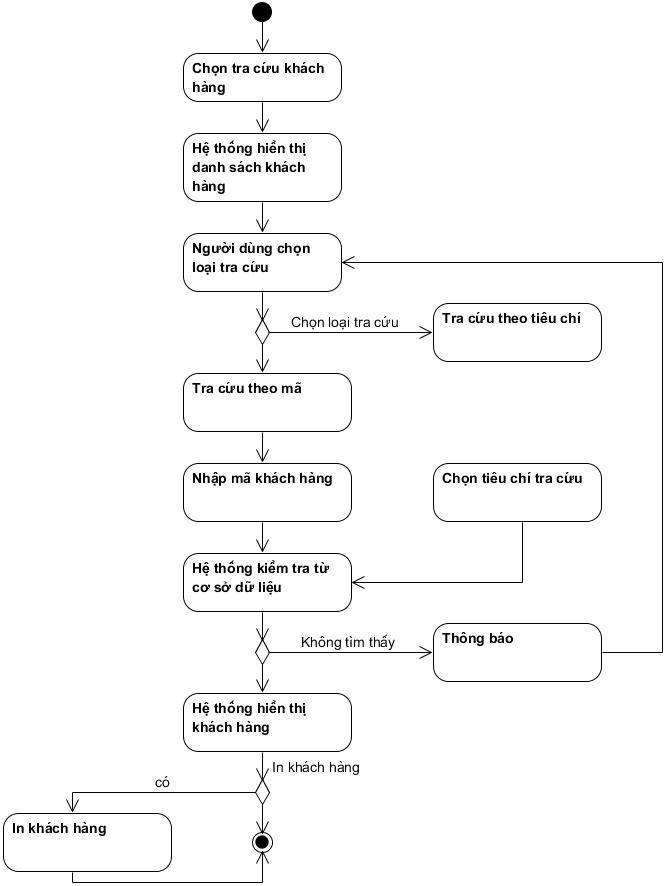 Chọn tra cứu khách
hàng
Hệ thống hiển thị
danh sách khách
hàng
Người dùng chọn
loại tra cứu
Chọn loại tra cứu
Tra cứu theo tiêu chí
Tra cứu theo mã
Nhập mã khách hàng
Chọn tiêu chí tra cứu
Hệ thống kiểm tra từ
cơ sở dữ liệu
Không tìm thấy
Thông báo
Hệ thống hiển thị
khách hàng
In khách hàng
có
In khách hàng